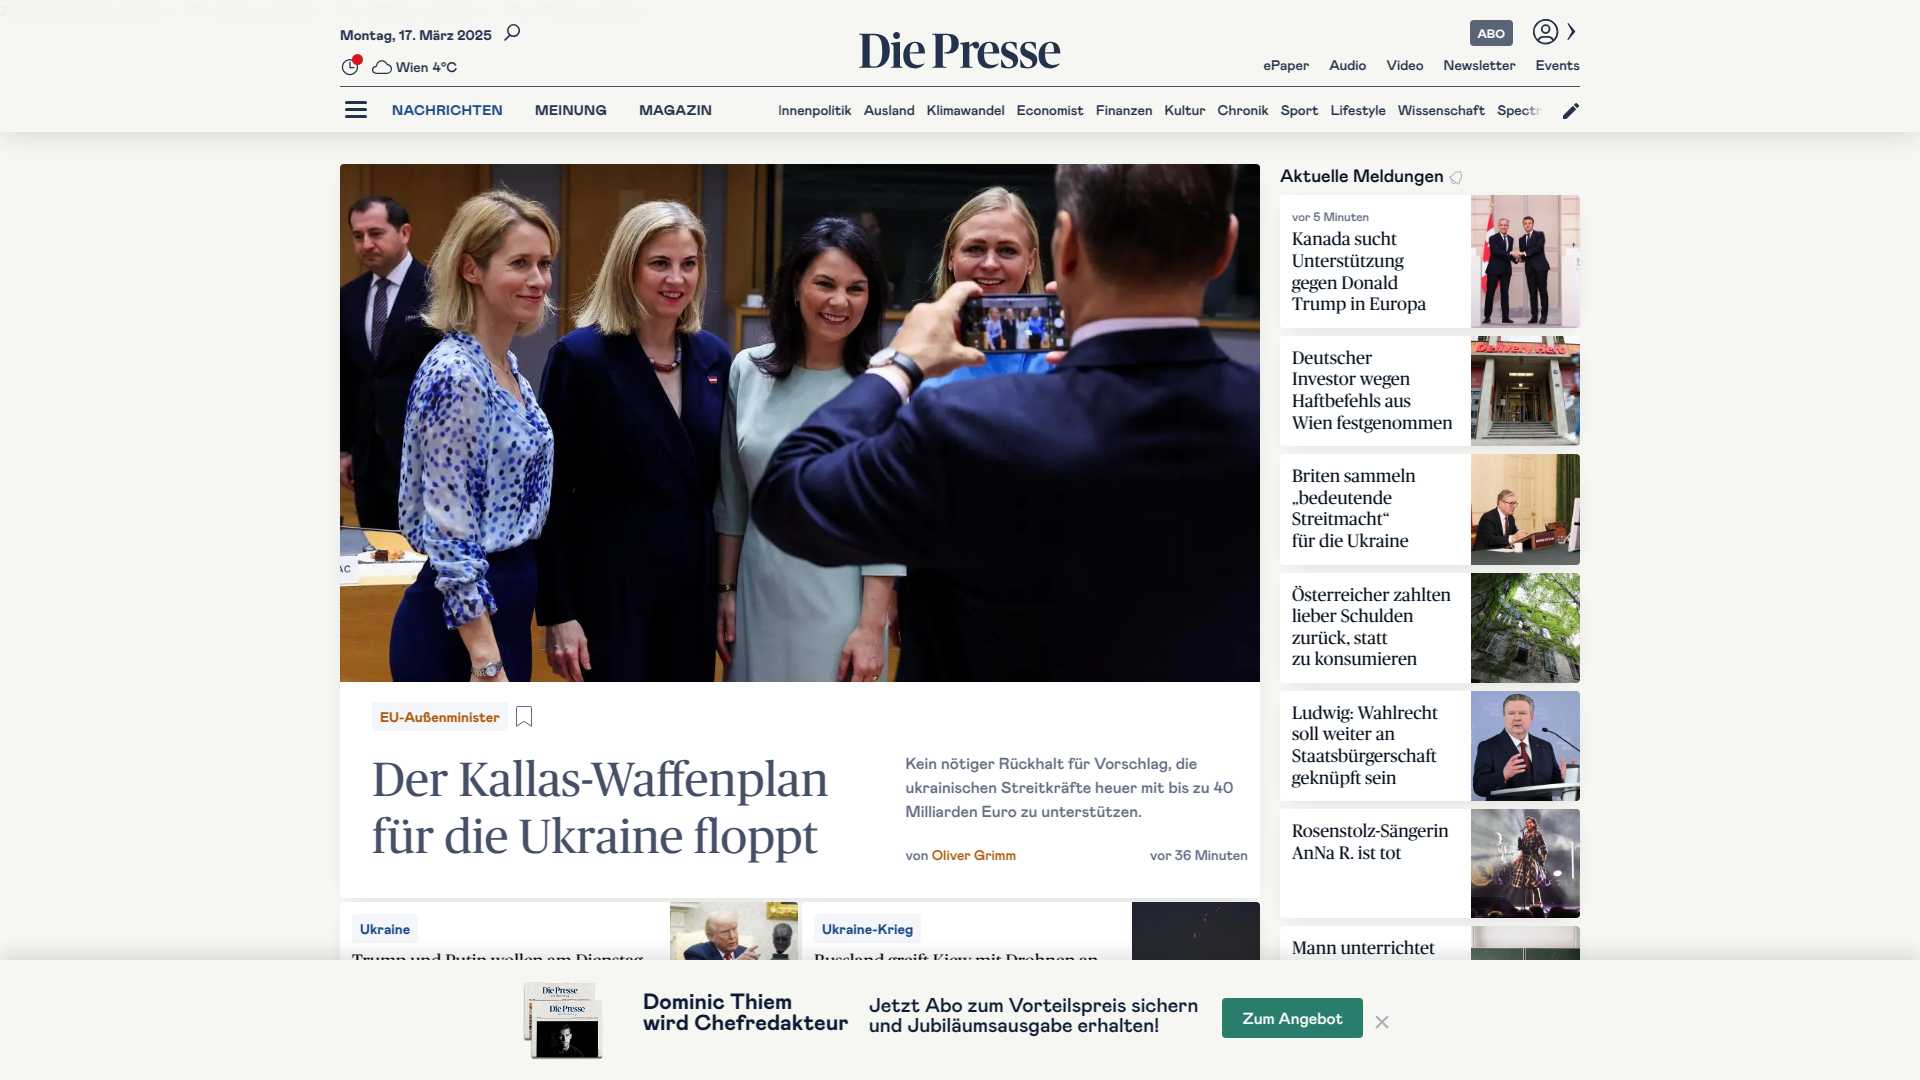 Montag, 17. März 2025
Wien 4°C
Die Presse
ABO
ePaper Audio Video Newsletter Events
NACHRICHTEN MEINUNG MAGAZIN
Innenpolitik Ausland Klimawandel Economist Finanzen Kultur Chronik Sport Lifestyle Wissenschaft
AC
EU-Außenminister
Der Kallas-Waffenplan
für die Ukraine floppt
Kein nötiger Rückhalt für Vorschlag, die
ukrainischen Streitkräfte heuer mit bis zu 40
Milliarden Euro zu unterstützen.
von Oliver Grimm
vor 36 Minuten
Ukraine
Trump und Putin wollen am Dienstag
Ukraine-Krieg
Russland greift Kiew mit Drohnen an
Aktuelle Meldungen
vor 5 Minuten
Kanada sucht
Unterstützung
gegen Donald
Trump in Europa
Deutscher
Investor wegen
Haftbefehls aus
Wien festgenommen
Delivery Hero
Briten sammeln
„bedeutende
Streitmacht“
für die Ukraine
Österreicher zahlten
lieber Schulden
zurück, statt
zu konsumieren
Ludwig: Wahlrecht
soll weiter an
Staatsbürgerschaft
geknüpft sein
Rosenstolz-Sängerin
AnNa R. ist tot
Mann unterrichtet
Die Presse
Die Presse
Dominic Thiem
wird Chefredakteur
Jetzt Abo zum Vorteilspreis sichern
und Jubiläumsausgabe erhalten!
Zum Angebot